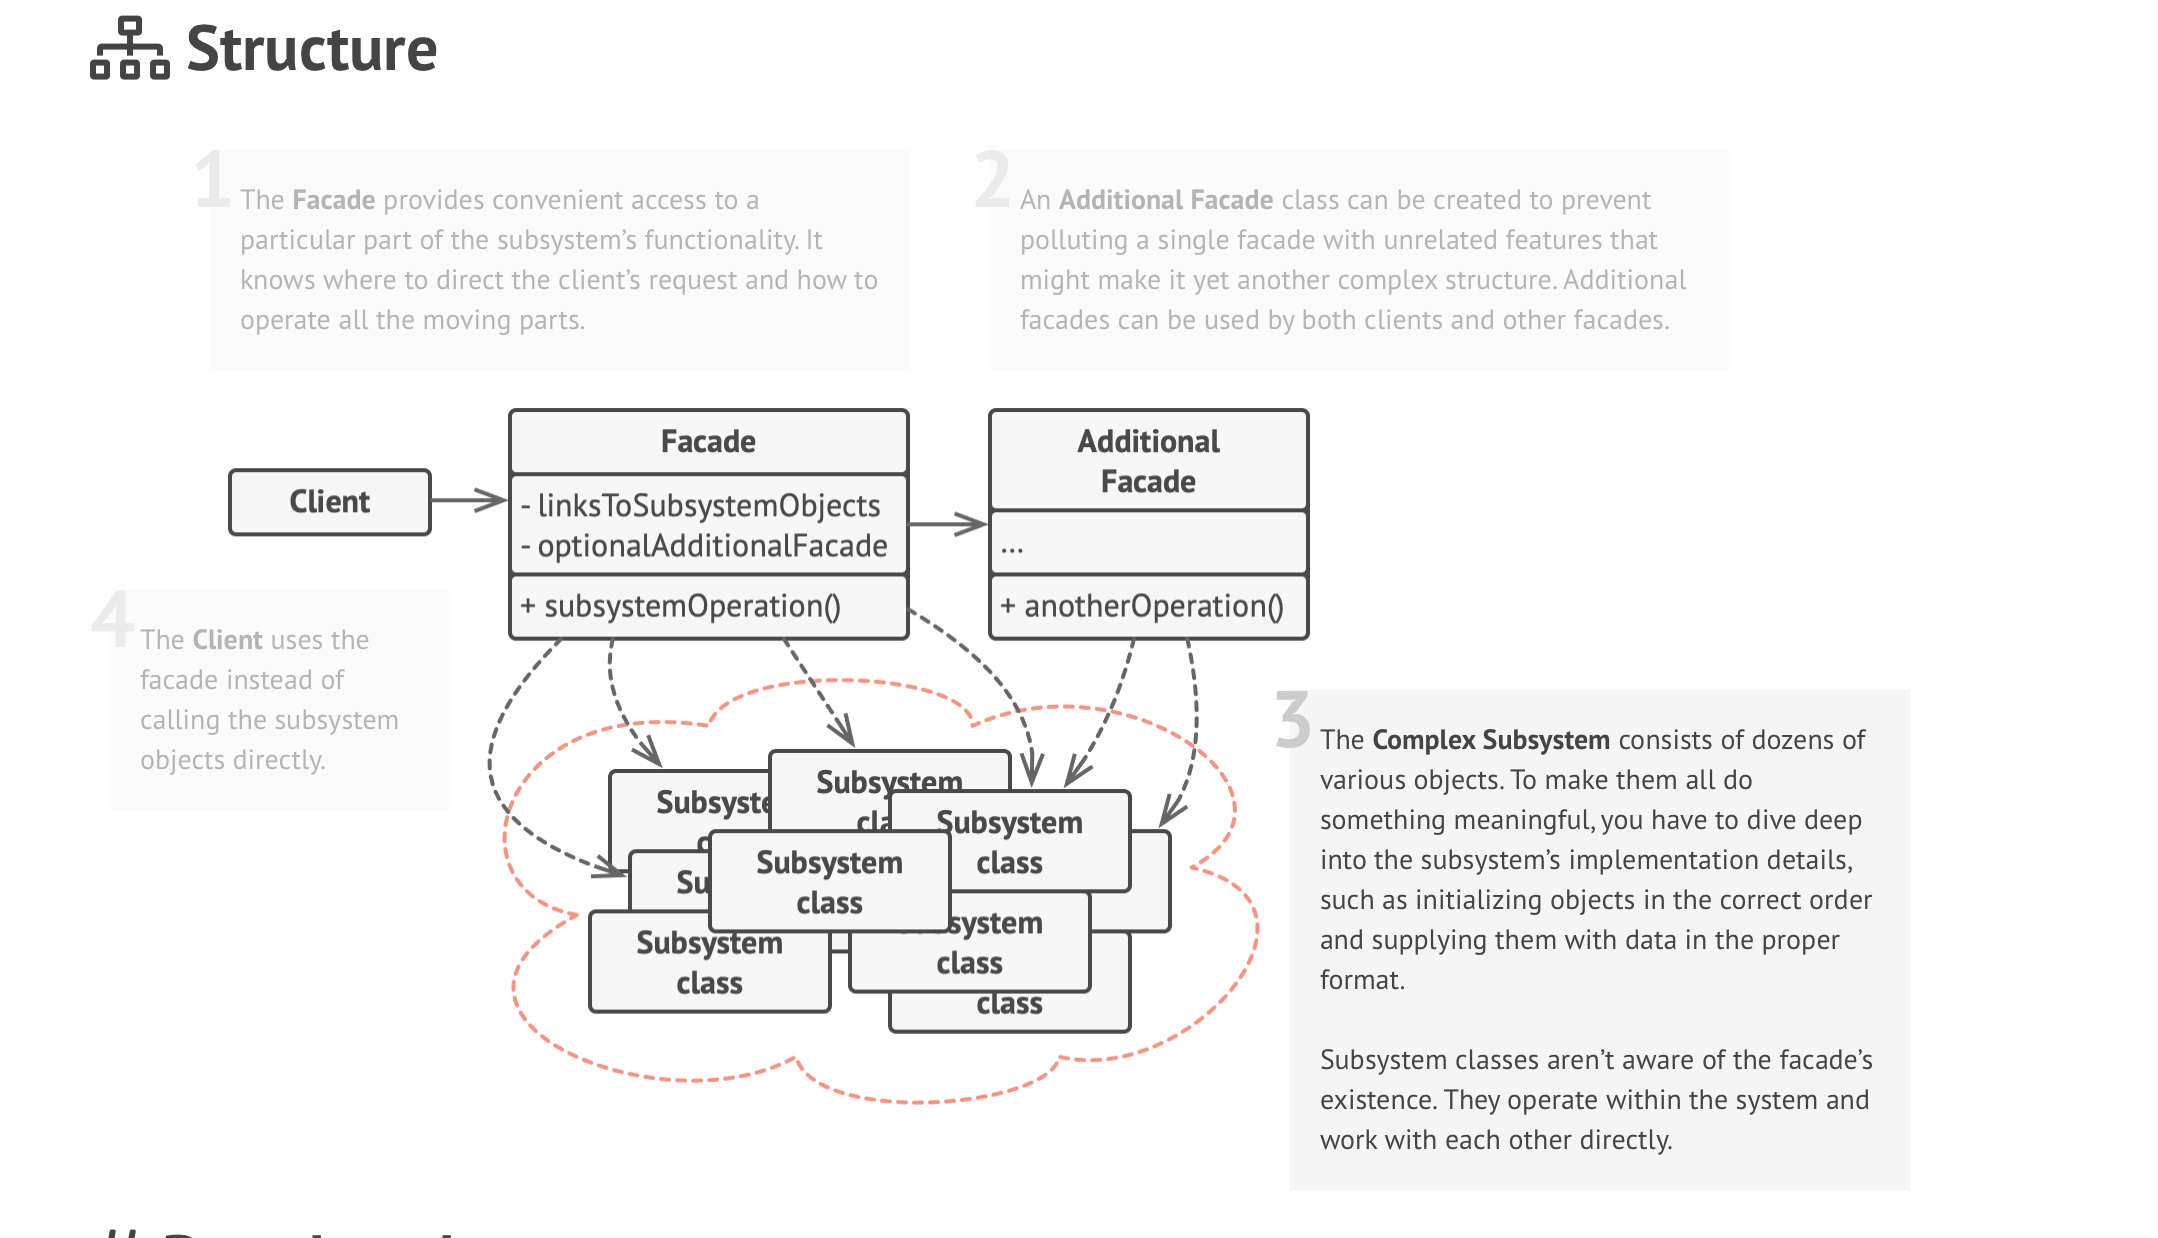 Structure
1
The Facade provides convenient access to a
particular part of the subsystem’s functionality. It
knows where to direct the client’s request and how to
operate all the moving parts.
2
An Additional Facade class can be created to prevent
polluting a single facade with unrelated features that
might make it yet another complex structure. Additional
facades can be used by both clients and other facades.
Client
Facade
- linksToSubsystemObjects
- optionalAdditionalFacade
+ subsystemOperation()
Additional
Facade
...
+ anotherOperation()
4
The Client uses the
facade instead of
calling the subsystem
objects directly.
Subsystem
Subsystem
class
Subsystem
class
Subsystem
class
class
class
3
The Complex Subsystem consists of dozens of
various objects. To make them all do
something meaningful, you have to dive deep
into the subsystem’s implementation details,
such as initializing objects in the correct order
and supplying them with data in the proper
format.
Subsystem classes aren’t aware of the facade’s
existence. They operate within the system and
work with each other directly.